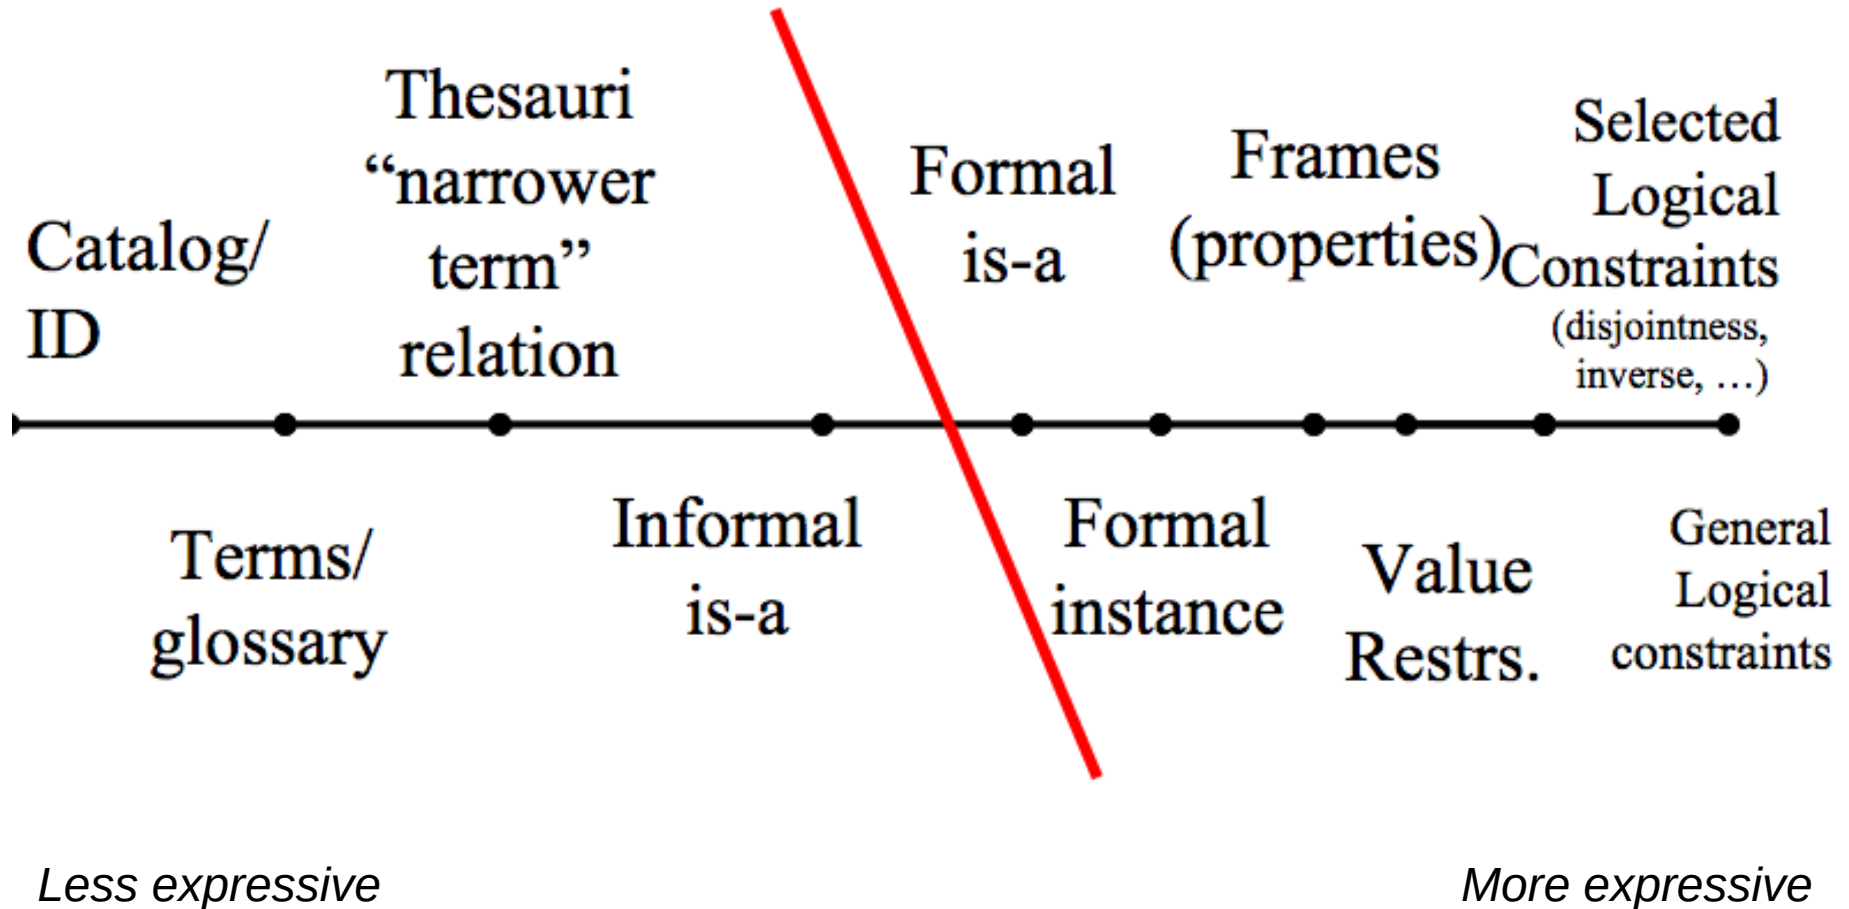 Catalog/
ID
Thesauri
“narrower
term”
relation
Formal
is-a
Frames
(properties)
Selected
Logical
Constraints
(disjointness,
inverse, …)
Terms/
glossary
Informal
is-a
Formal
instance
Value
Restrs.
General
Logical
constraints
Less expressive
More expressive